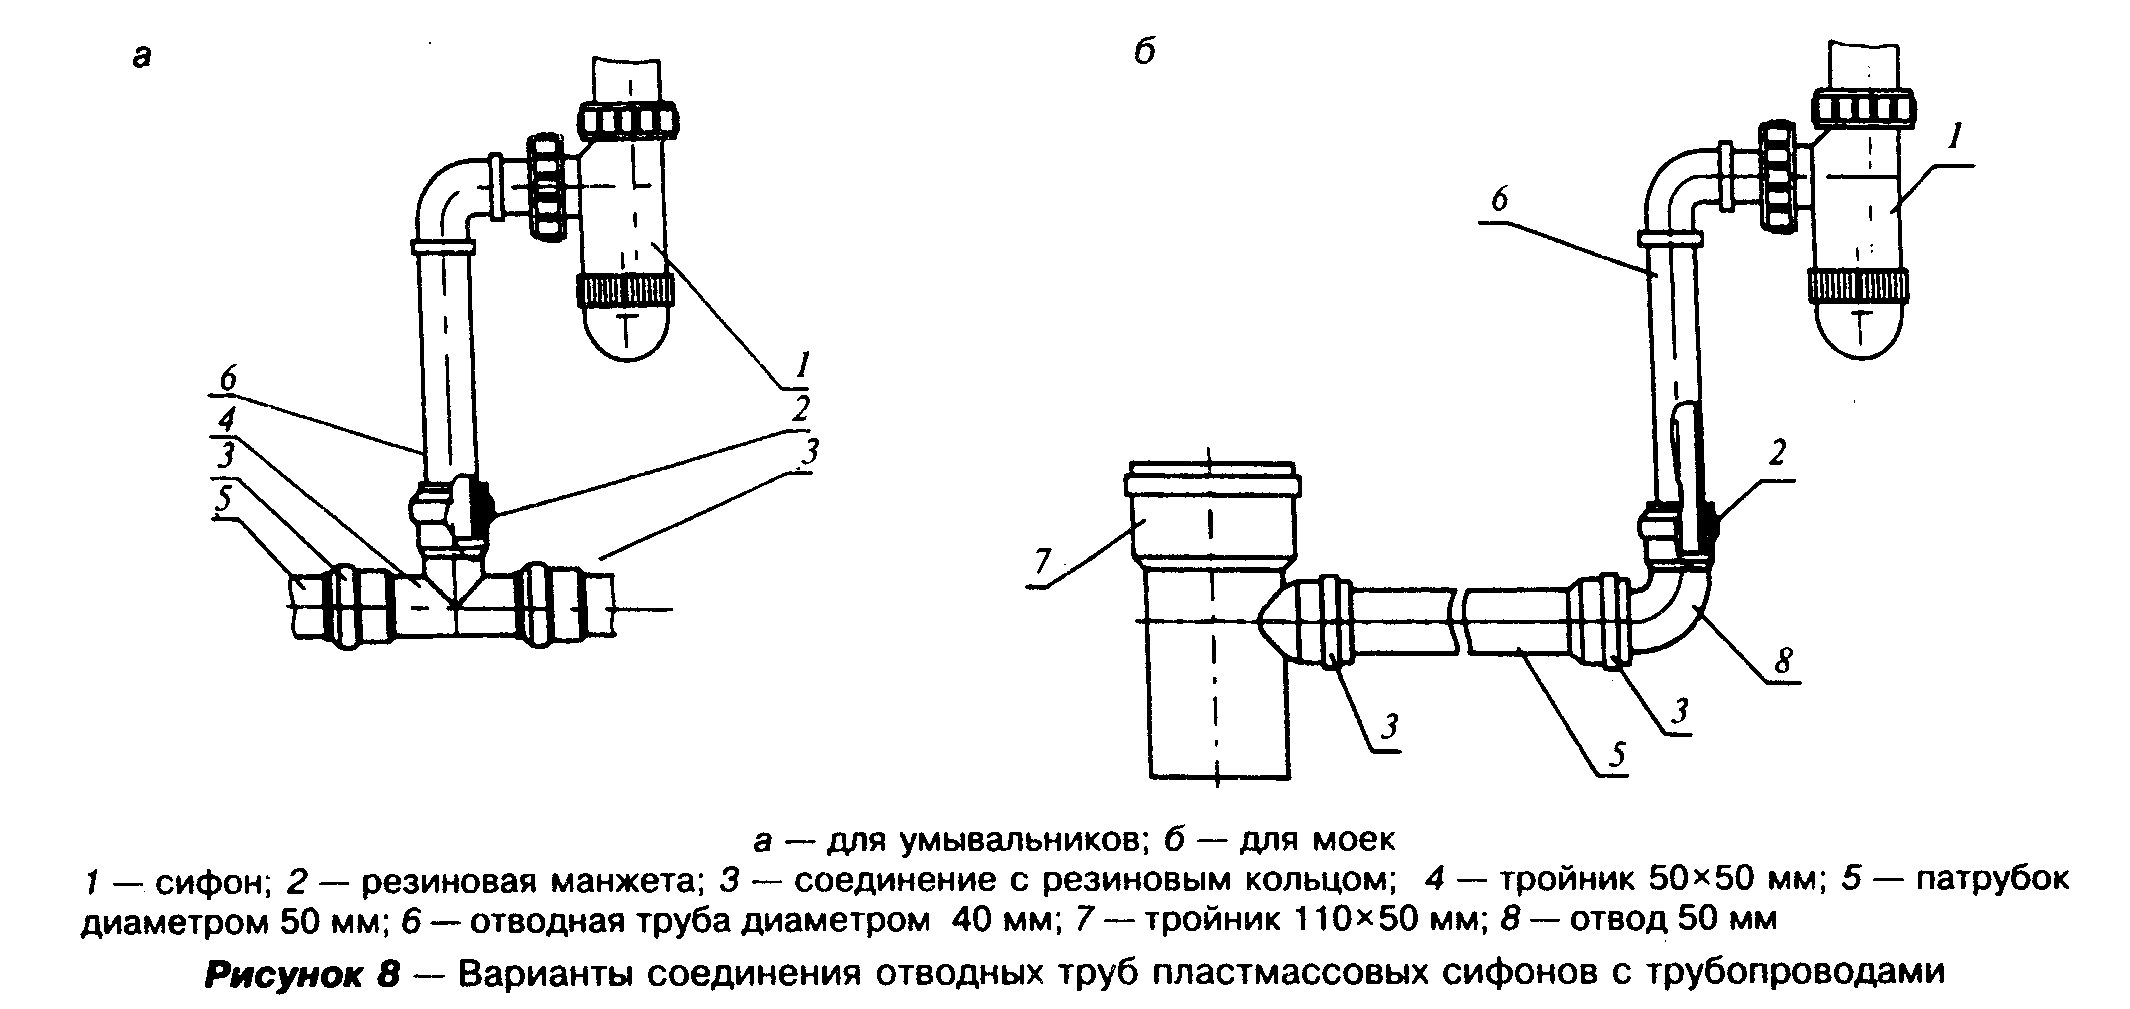 а
б
1
6
6
1
4
2
3
3
5
2
7
8
3
3
5
а — для умывальников; б — для моек
1 — сифон; 2 — резиновая манжета; 3 — соединение с резиновым кольцом; 4 — тройник 50×50 мм; 5 — патрубок
диаметром 50 мм; 6 — отводная труба диаметром 40 мм; 7 — тройник 110×50 мм; 8 — отвод 50 мм
Рисунок 8 — Варианты соединения отводных труб пластмассовых сифонов с трубопроводами